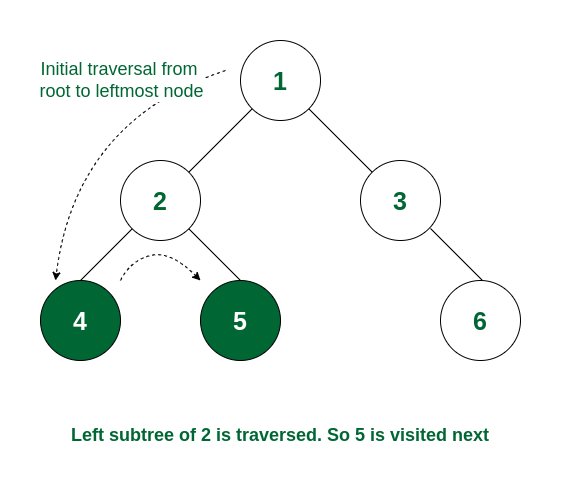 Initial traversal from
root to leftmost node
1
2
3
4
5
6
Left subtree of 2 is traversed. So 5 is visited next